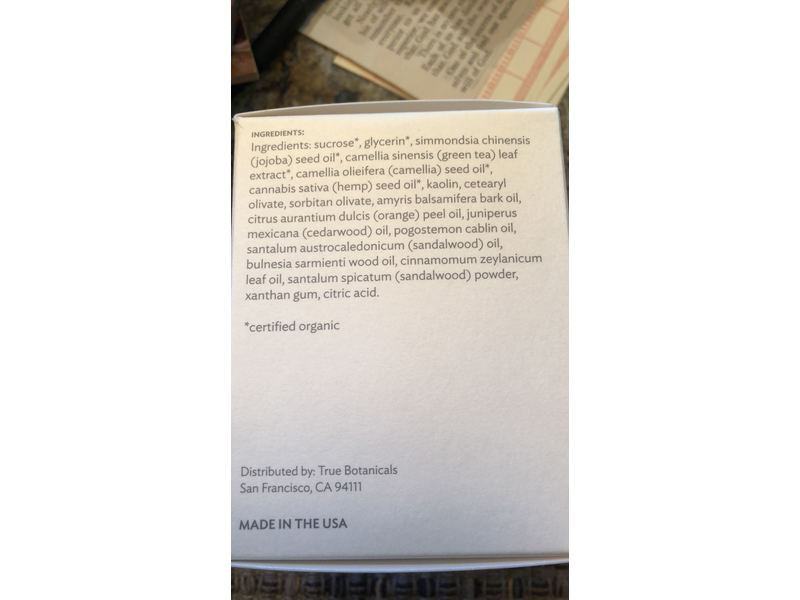 INGREDIENTS:
Ingredients: sucrose*, glycerin*, simmondsia chinensis
(jojoba) seed oil*, camellia sinensis (green tea) leaf
extract*, camellia olieifera (camellia) seed oil*,
cannabis sativa (hemp) seed oil*, kaolin, cetearyl
olivate, sorbitan olivate, amyris balsamifera bark oil,
citrus aurantium dulcis (orange) peel oil, juniperus
mexicana (cedarwood) oil, pogostemon cablin oil,
santalum austrocaledonicum (sandalwood) oil,
bulnesia sarmienti wood oil, cinnamomum zeylanicum
leaf oil, santalum spicatum (sandalwood) powder,
xanthan gum, citric acid.
*certified organic
Distributed by: True Botanicals
San Francisco, CA 94111
MADE IN THE USA